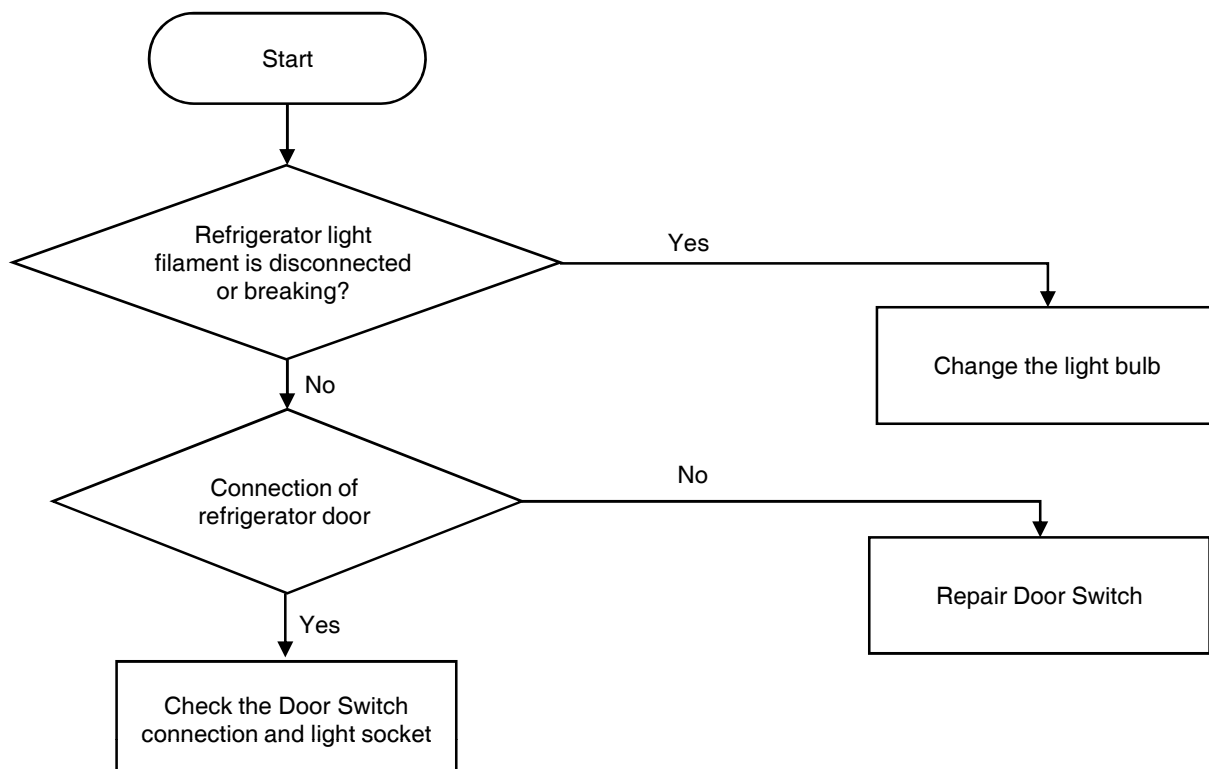 Start
Refrigerator light
filament is disconnected
or breaking?
Yes
Change the light bulb
No
Connection of
refrigerator door
No
Repair Door Switch
Yes
Check the Door Switch
connection and light socket